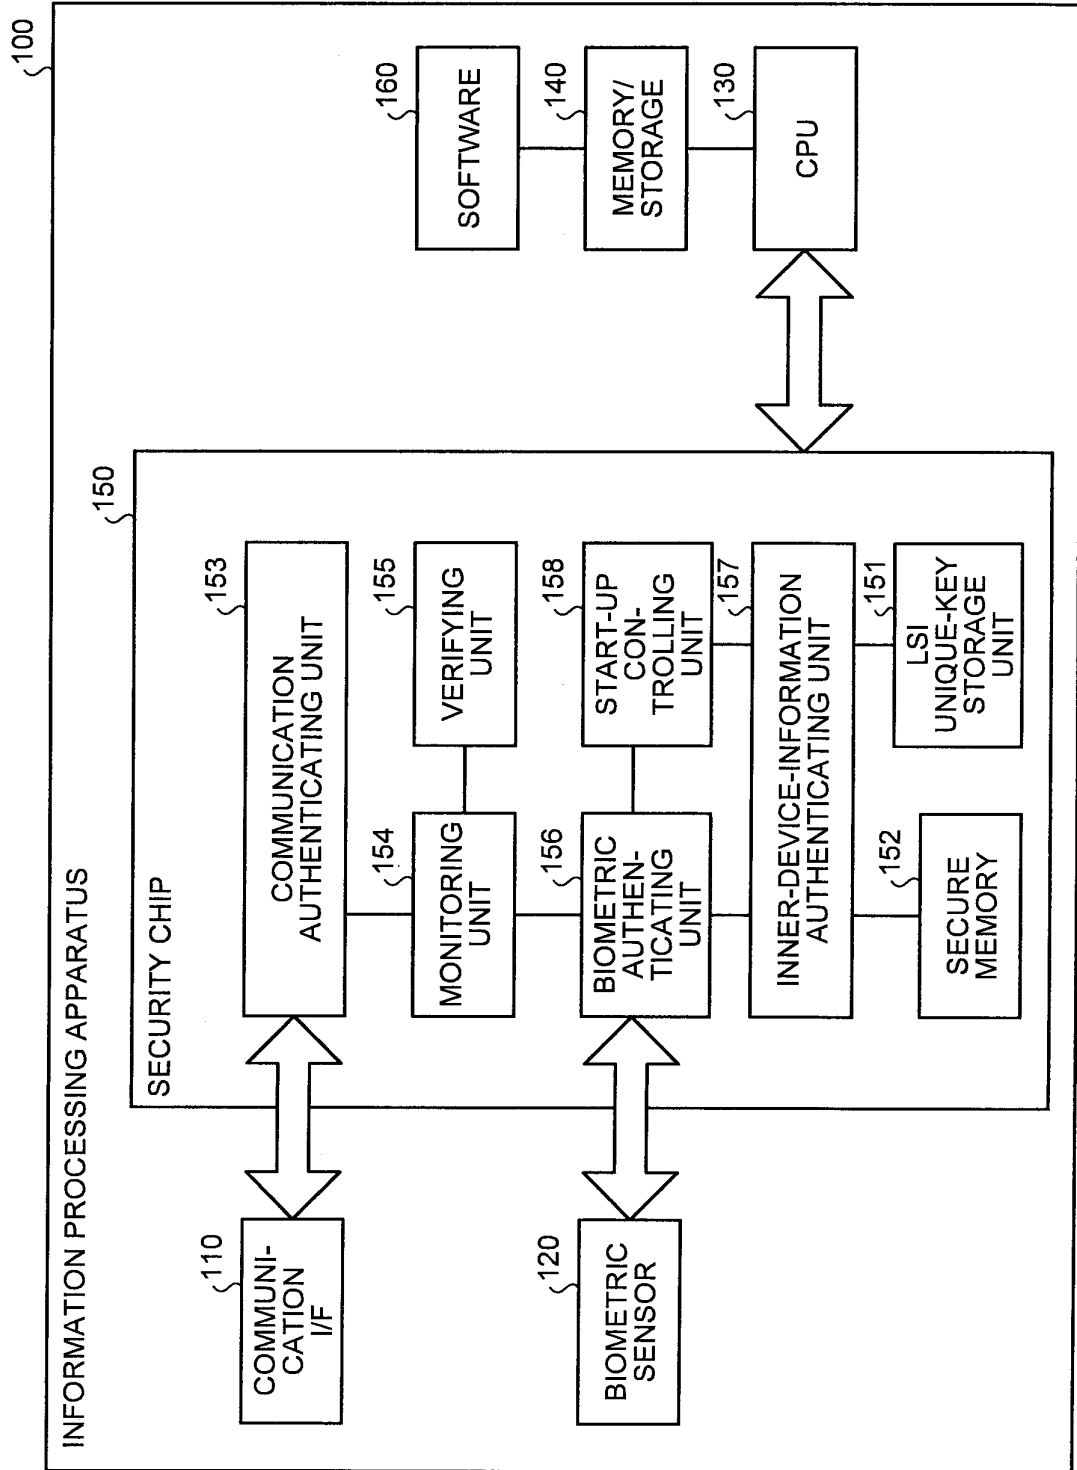 INFORMATION PROCESSING APPARATUS
100
SECURITY CHIP
150
110
COMMUNI-
CATION
I/F
120
BIOMETRIC
SENSOR
153
COMMUNICATION
AUTHENTICATING UNIT
154
MONITORING
UNIT
155
VERIFYING
UNIT
156
BIOMETRIC
AUTHEN-
TICATING
UNIT
158
START-UP
CON-
TROLLING
UNIT
157
INNER-DEVICE-INFORMATION
AUTHENTICATING UNIT
152
SECURE
MEMORY
151
LSI
UNIQUE-KEY
STORAGE
UNIT
160
SOFTWARE
140
MEMORY/
STORAGE
130
CPU